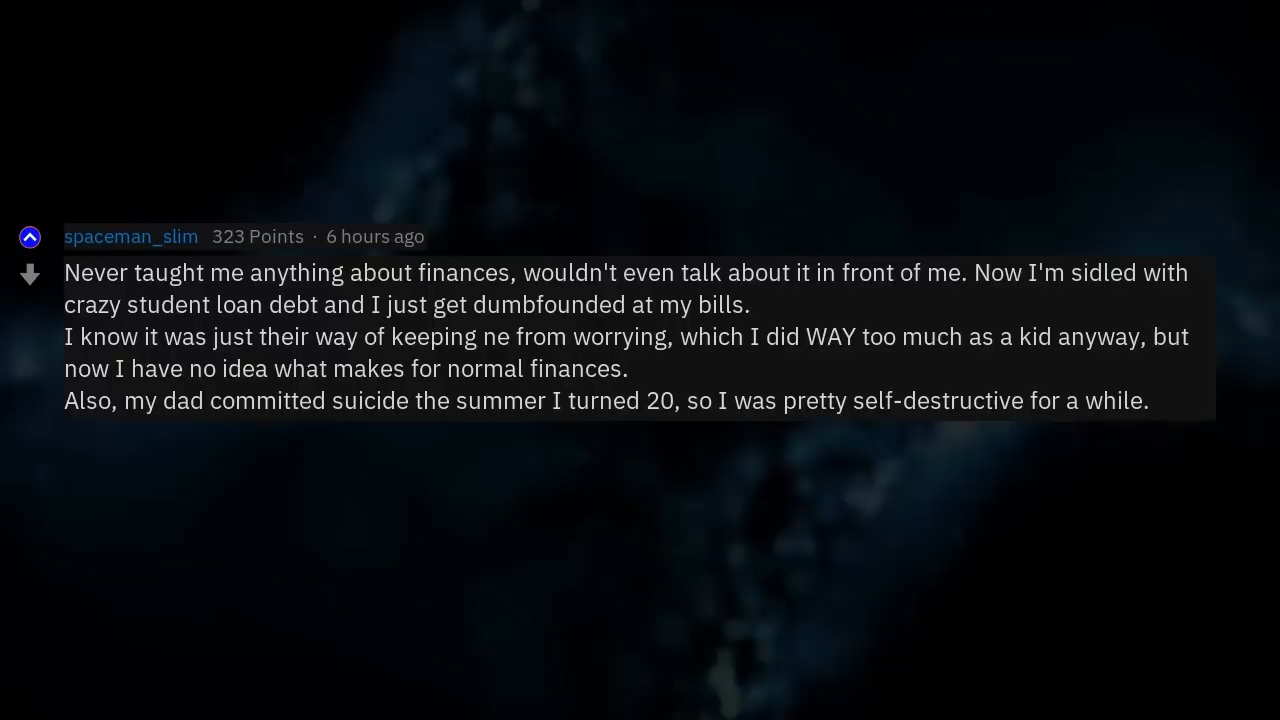 spaceman_slim 323 Points · 6 hours ago
Never taught me anything about finances, wouldn't even talk about it in front of me. Now I'm sidled with
crazy student loan debt and I just get dumbfounded at my bills.
I know it was just their way of keeping ne from worrying, which I did WAY too much as a kid anyway, but
now I have no idea what makes for normal finances.
Also, my dad committed suicide the summer I turned 20, so I was pretty self-destructive for a while.